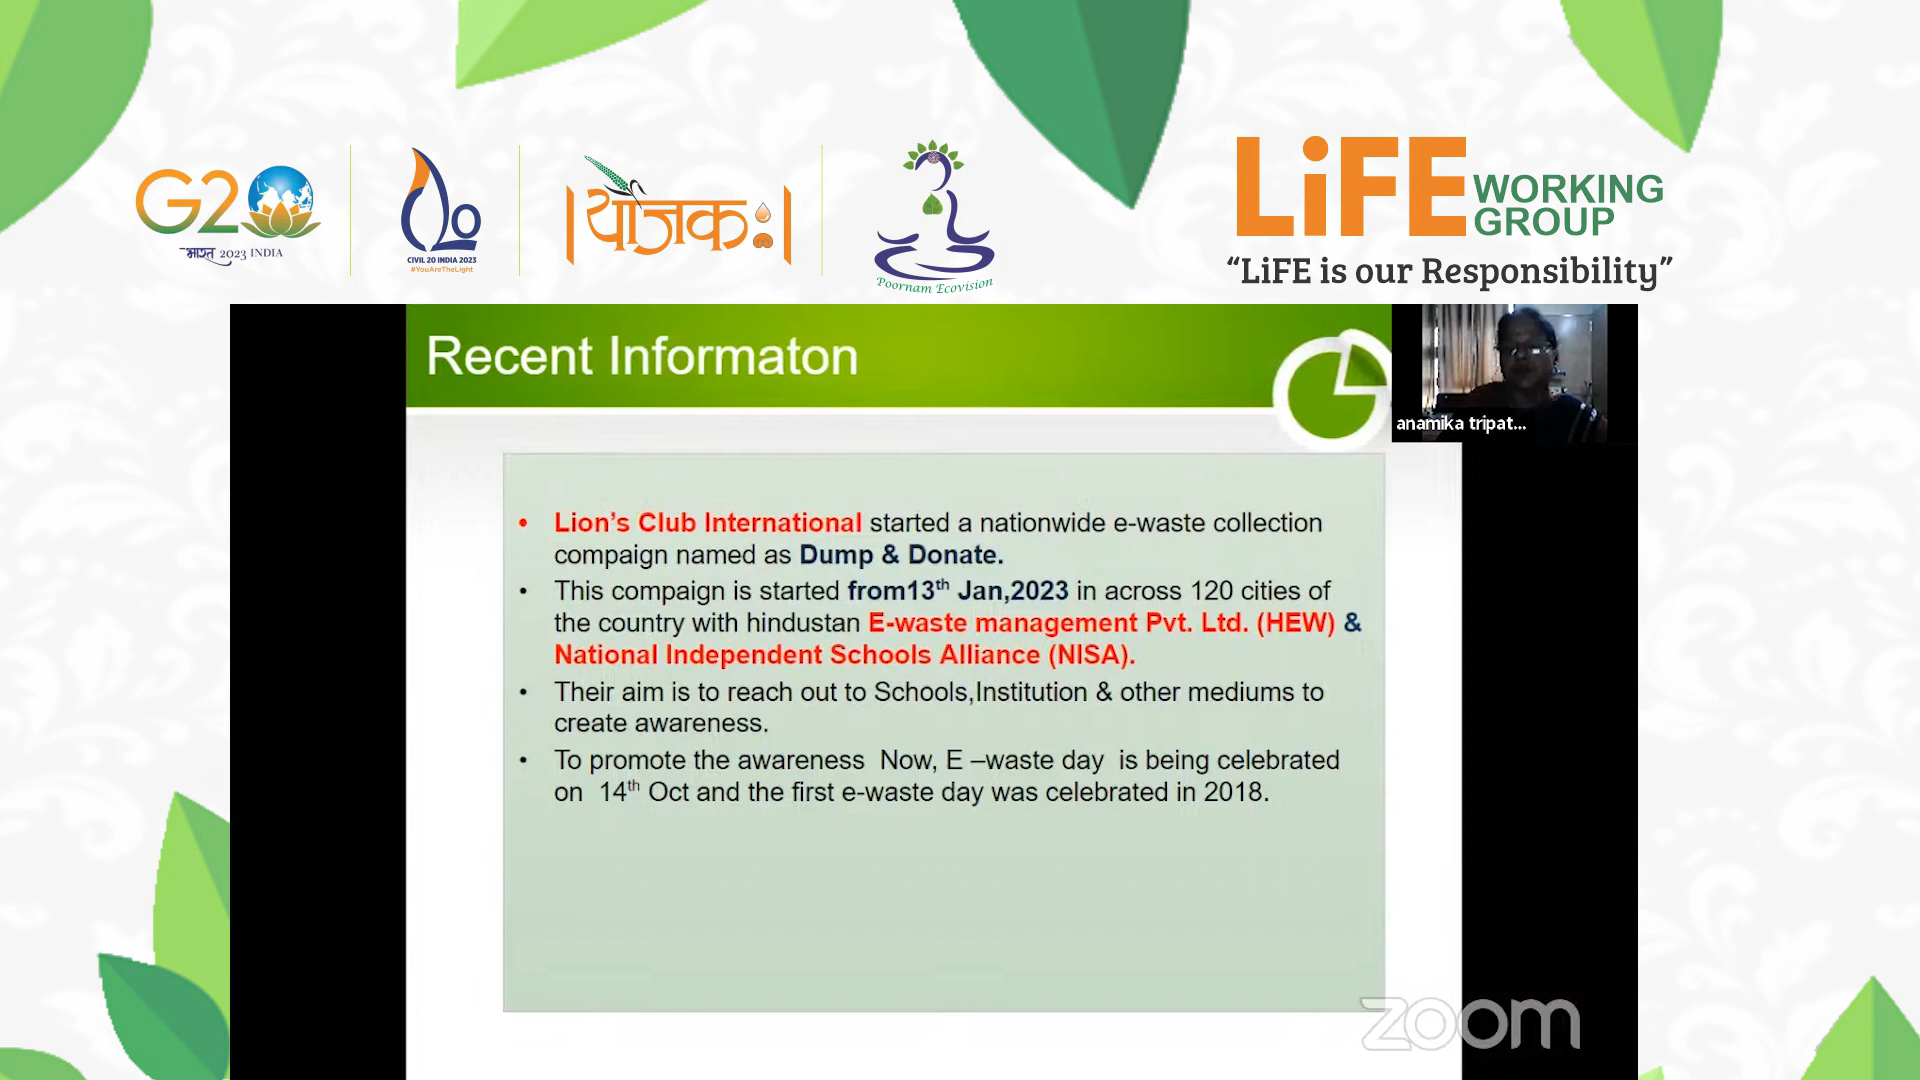 G20
भारत 2023 INDIA
CIVIL 20 INDIA 2023
#YouAreTheLight
।योजकः।
Poornam Ecovision
LiFE WORKING
GROUP
“LiFE is our Responsibility”
Recent Informaton
anamika tripat...
• Lion’s Club International started a nationwide e-waste collection
compaign named as Dump & Donate.
• This compaign is started from13th Jan,2023 in across 120 cities of
the country with hindustan E-waste management Pvt. Ltd. (HEW) &
National Independent Schools Alliance (NISA).
• Their aim is to reach out to Schools,Institution & other mediums to
create awareness.
• To promote the awareness  Now, E –waste day  is being celebrated
on  14th Oct and the first e-waste day was celebrated in 2018.
zoom